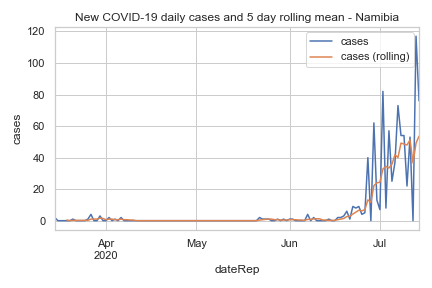 New COVID-19 daily cases and 5 day rolling mean - Namibia
cases
cases (rolling)
120
100
80
60
40
20
0
cases
Apr
2020
May
Jun
Jul
dateRep